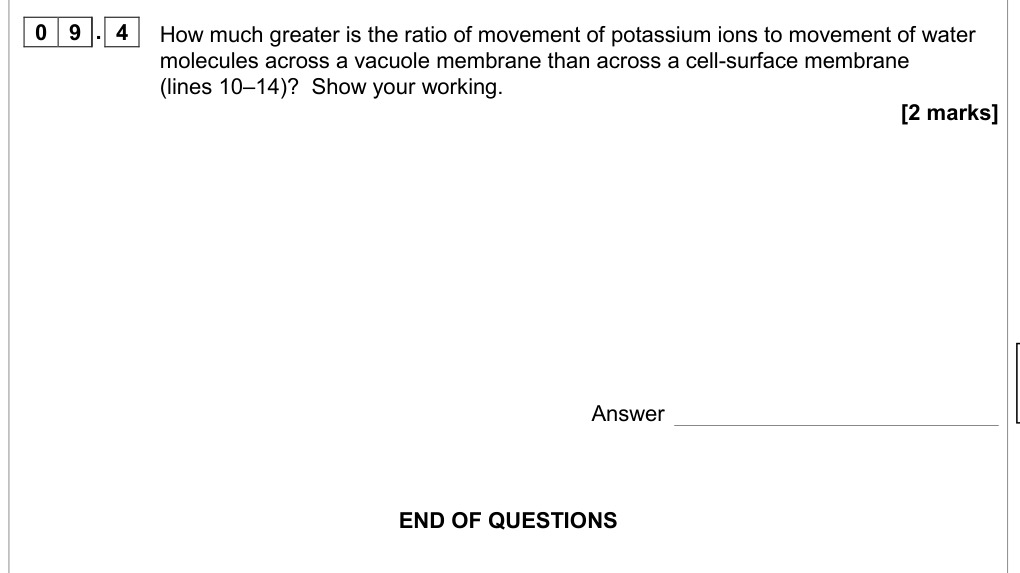 0 9 . 4 How much greater is the ratio of movement of potassium ions to movement of water
molecules across a vacuole membrane than across a cell-surface membrane
(lines 10–14)? Show your working.
[2 marks]
Answer
END OF QUESTIONS